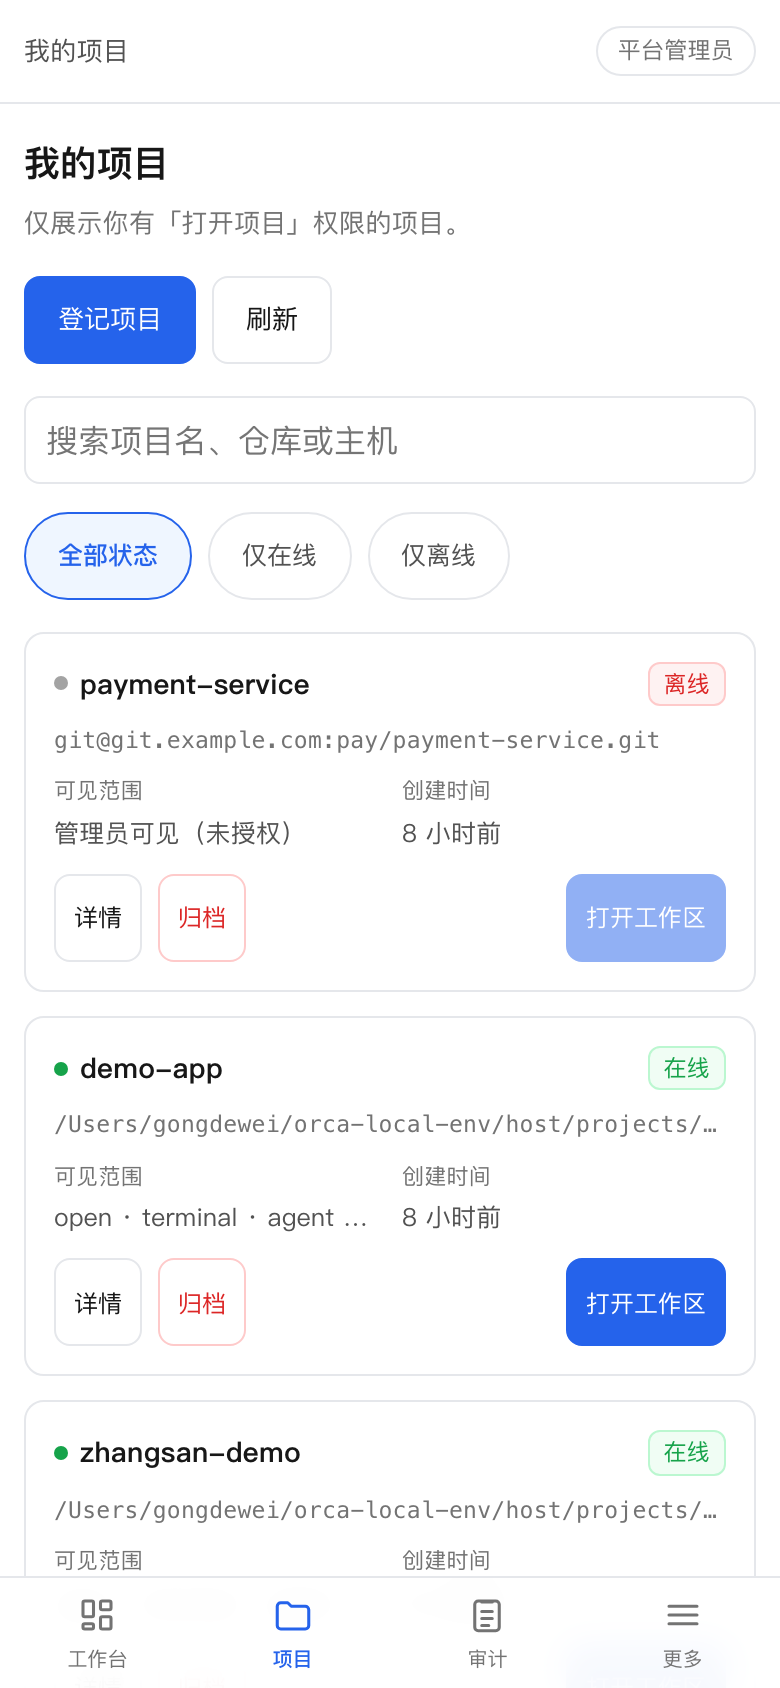 我的项目
平台管理员
我的项目
仅展示你有「打开项目」权限的项目。
登记项目
刷新
搜索项目名、仓库或主机
全部状态
仅在线
仅离线
payment-service
离线
git@git.example.com:pay/payment-service.git
可见范围
创建时间
管理员可见（未授权）
8 小时前
详情
归档
打开工作区
demo-app
在线
/Users/gongdewei/orca-local-env/host/projects/…
可见范围
创建时间
open · terminal · agent …
8 小时前
详情
归档
打开工作区
zhangsan-demo
在线
/Users/gongdewei/orca-local-env/host/projects/…
可见范围
创建时间
工作台
项目
审计
更多